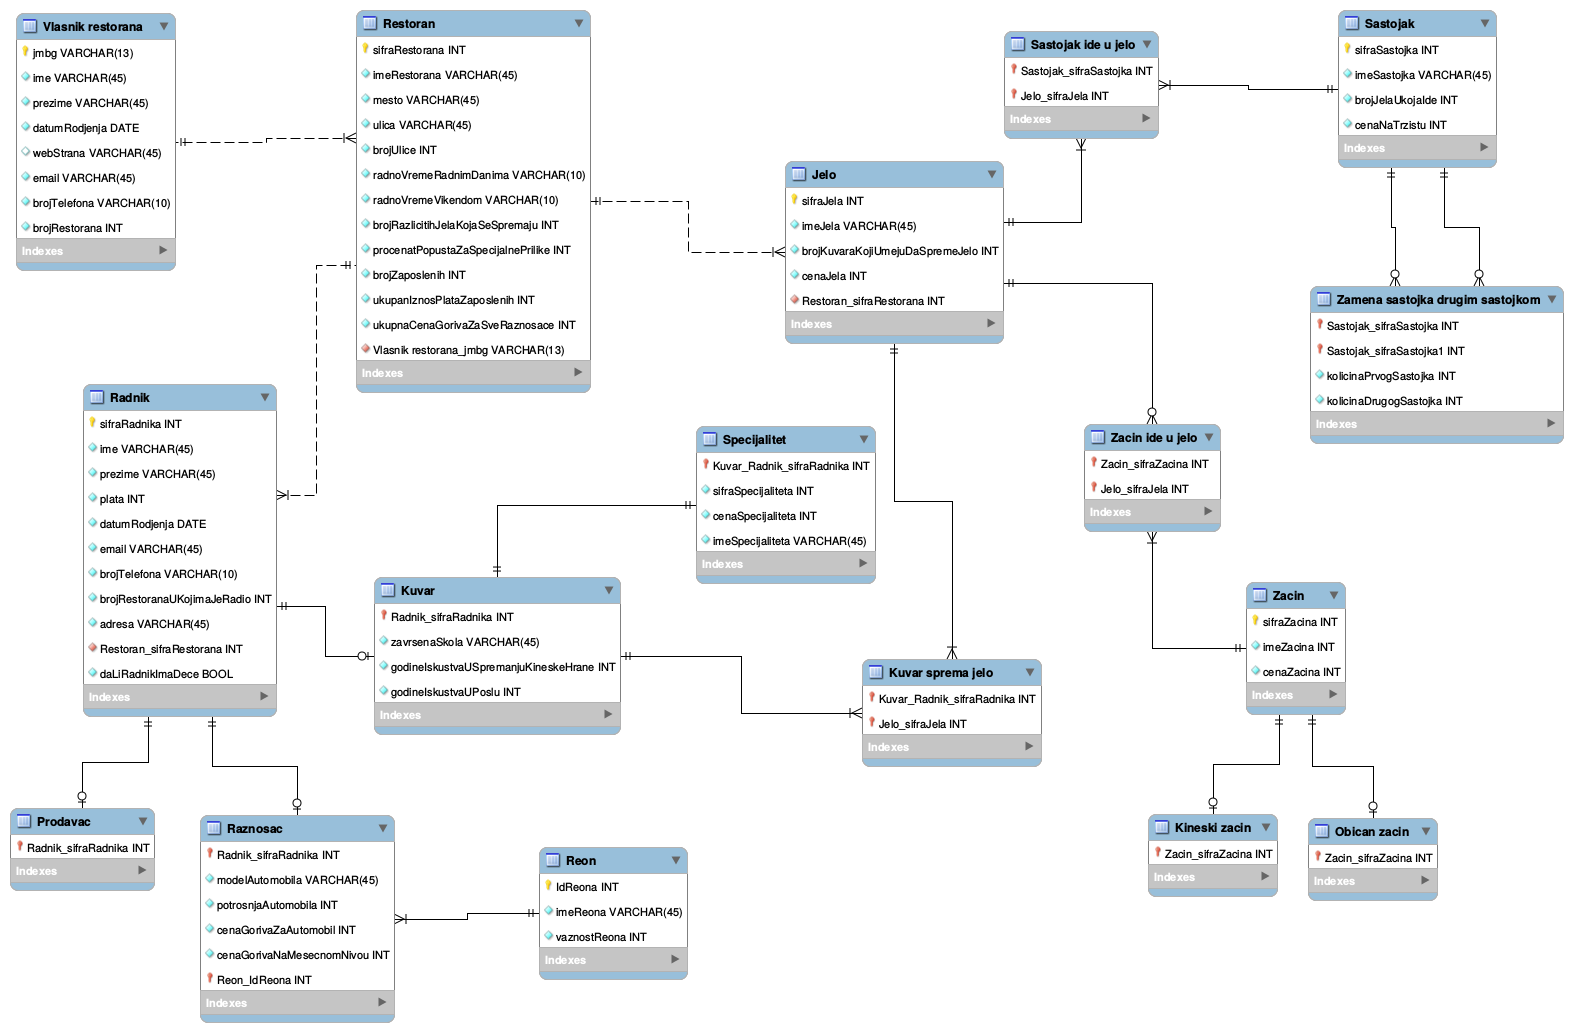 Vlasnik restorana
jmbg VARCHAR(13)
ime VARCHAR(45)
prezime VARCHAR(45)
datumRodjenja DATE
webStrana VARCHAR(45)
email VARCHAR(45)
brojTelefona VARCHAR(10)
brojRestorana INT
Indexes
Restoran
sifraRestorana INT
imeRestorana VARCHAR(45)
mesto VARCHAR(45)
ulica VARCHAR(45)
brojUlice INT
radnoVremeRadnimDanima VARCHAR(10)
radnoVremeVikendom VARCHAR(10)
brojRazlicitihJelaKojaSeSpremaju INT
procenatPopustaZaSpecijalnePrilike INT
brojZaposlenih INT
ukupanIznosPlataZaposlenih INT
ukupnaCenaGorivaZaSveRaznosace INT
Vlasnik restorana_jmbg VARCHAR(13)
Indexes
Sastojak ide u jelo
Sastojak_sifraSastojka INT
Jelo_sifraJela INT
Indexes
Sastojak
sifraSastojka INT
imeSastojka VARCHAR(45)
brojJelaUkojaIde INT
cenaNaTrzistu INT
Indexes
Jelo
sifraJela INT
imeJela VARCHAR(45)
brojKuvaraKojiUmejuDaSpremeJelo INT
cenaJela INT
Restoran_sifraRestorana INT
Indexes
Zamena sastojka drugim sastojkom
Sastojak_sifraSastojka INT
Sastojak_sifraSastojka1 INT
kolicinaPrvogSastojka INT
kolicinaDrugogSastojka INT
Indexes
Radnik
sifraRadnika INT
ime VARCHAR(45)
prezime VARCHAR(45)
plata INT
datumRodjenja DATE
email VARCHAR(45)
brojTelefona VARCHAR(10)
brojRestoranaUKojimaJeRadio INT
adresa VARCHAR(45)
Restoran_sifraRestorana INT
daLiRadnikImaDece BOOL
Indexes
Specijalitet
Kuvar_Radnik_sifraRadnika INT
sifraSpecijaliteta INT
cenaSpecijaliteta INT
imeSpecijaliteta VARCHAR(45)
Indexes
Zacin ide u jelo
Zacin_sifraZacina INT
Jelo_sifraJela INT
Indexes
Kuvar
Radnik_sifraRadnika INT
zavrsenaSkola VARCHAR(45)
godineIskustvaUSpremanjuKineskeHrane INT
godineIskustvaUPoslu INT
Indexes
Kuvar sprema jelo
Kuvar_Radnik_sifraRadnika INT
Jelo_sifraJela INT
Indexes
Zacin
sifraZacina INT
imeZacina INT
cenaZacina INT
Indexes
Prodavac
Radnik_sifraRadnika INT
Indexes
Raznosac
Radnik_sifraRadnika INT
modelAutomobila VARCHAR(45)
potrosnjaAutomobila INT
cenaGorivaZaAutomobil INT
cenaGorivaNaMesecnomNivou INT
Reon_IdReona INT
Indexes
Reon
IdReona INT
imeReona VARCHAR(45)
vaznostReona INT
Indexes
Kineski zacin
Zacin_sifraZacina INT
Indexes
Obican zacin
Zacin_sifraZacina INT
Indexes